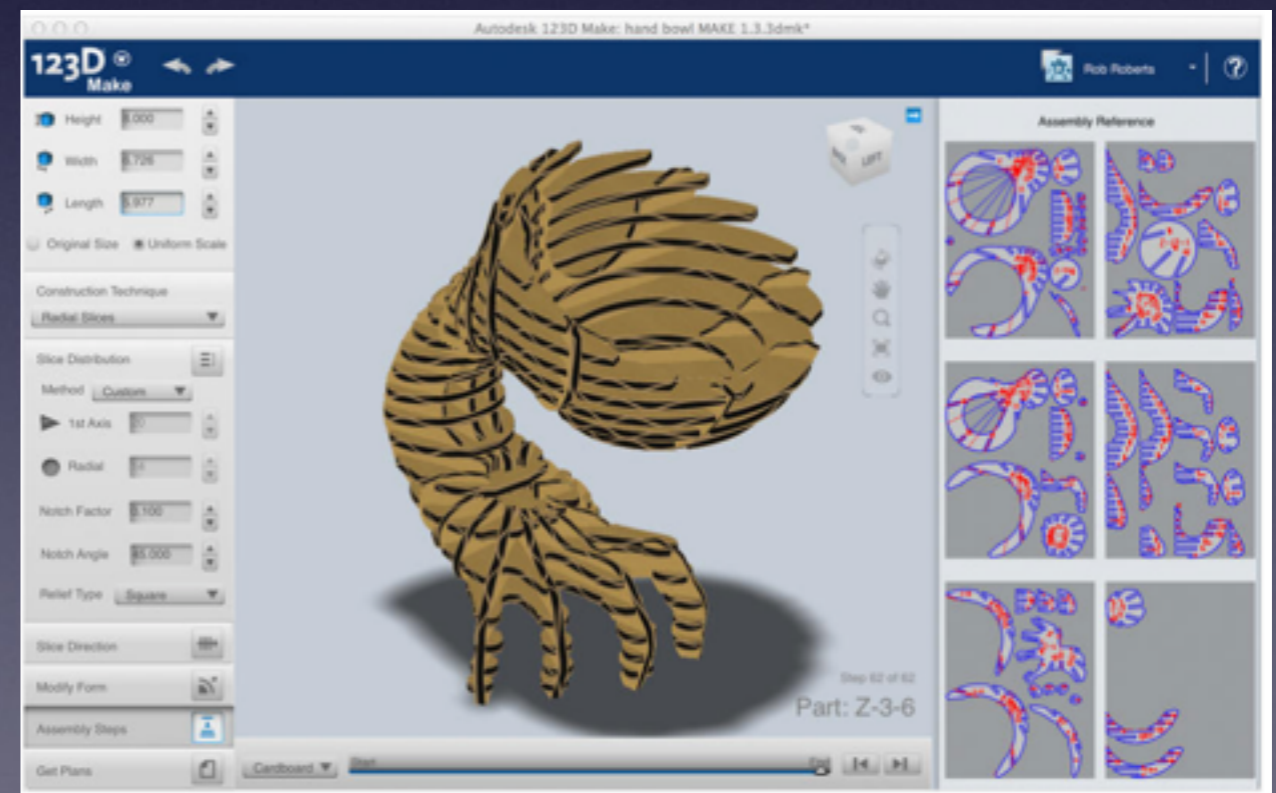 Autodesk 123D Make: hand bowl MAKE 1.3.3dmk*
123D
Make
Rob Roberts
?
Height
Width
Length
Original Size
Uniform Scale
Construction Technique
Radial Slices
Slice Distribution
Method Custom
1st Axis
Radial
Notch Factor
Notch Angle
Relief Type Square
Slice Direction
Modify Form
Assembly Steps
Get Plans
LEFT
Step 62 of 62
Part: Z-3-6
Cardboard
Start
End
Assembly Reference